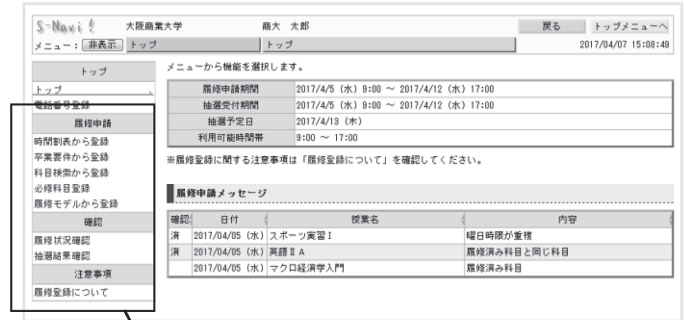 S-Navi! 大阪商業大学 商大 太郎 戻る トップメニューへ
メニュー： 非表示 トップ トップ 2017/04/07 15:08:49
トップ
トップ
電話番号登録
履修申請
時間割表から登録
卒業要件から登録
科目検索から登録
必修科目登録
履修モデルから登録
確認
履修状況確認
抽選結果確認
注意事項
履修登録について
メニューから機能を選択します。
履修申請期間 2017/4/5 (水) 9:00 ～ 2017/4/12 (水) 17:00
抽選受付期間 2017/4/5 (水) 9:00 ～ 2017/4/12 (水) 17:00
抽選予定日 2017/4/13 (木)
利用可能時間帯 9:00 ～ 17:00
※履修登録に関する注意事項は「履修登録について」を確認してください。
履修申請メッセージ
確認 日付 授業名 内容
済 2017/04/05 (水) スポーツ実習Ⅰ 曜日時限が重複
済 2017/04/05 (水) 英語ⅡA 履修済み科目と同じ科目
2017/04/05 (水) マクロ経済学入門 履修済み科目